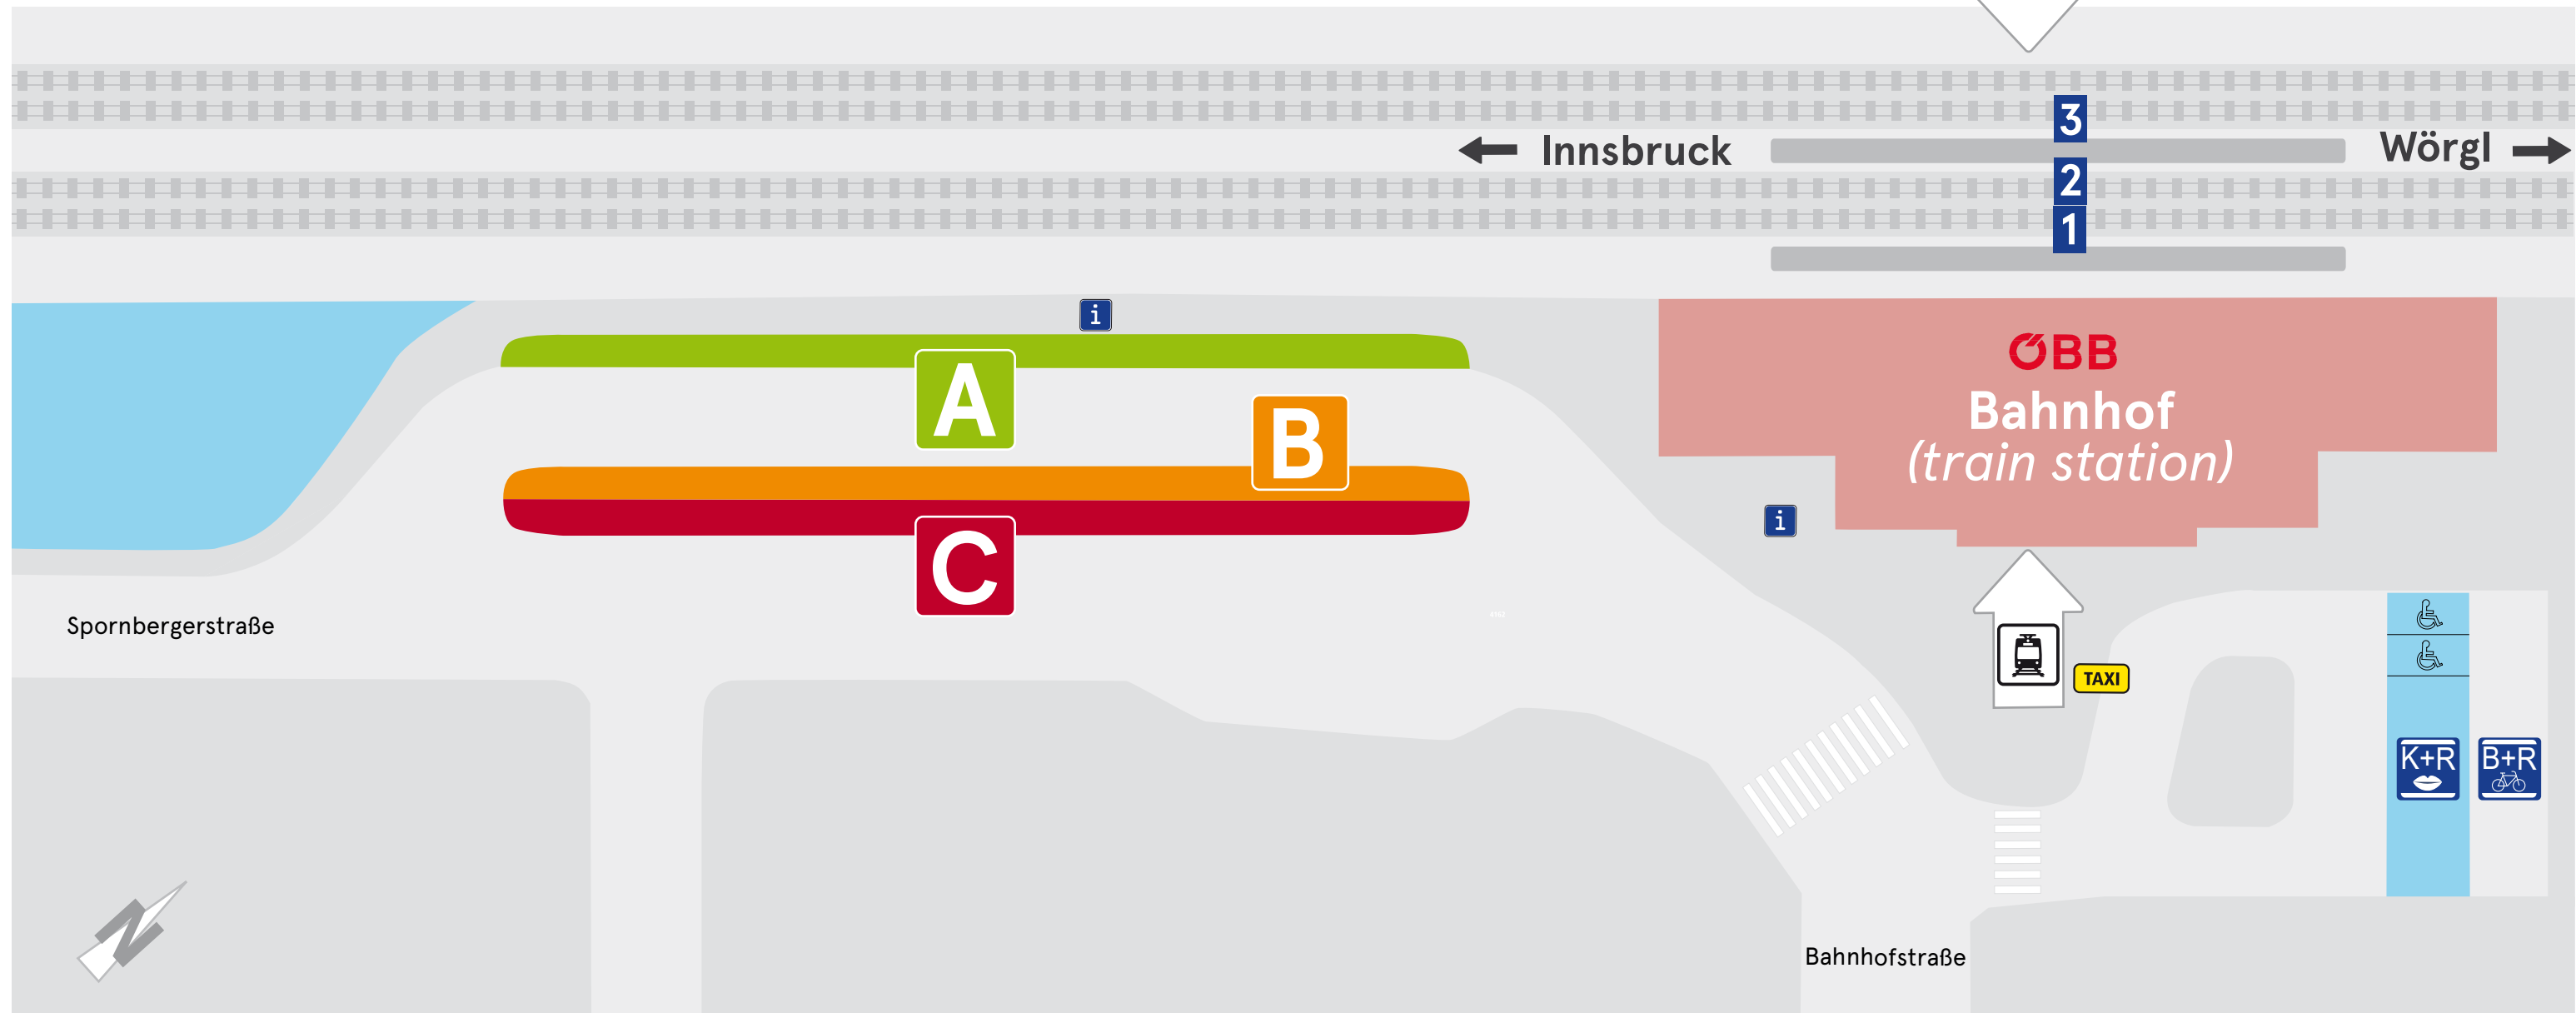 3
Innsbruck
Wörgl
2
1
i
A
ÖBB
Bahnhof
(train station)
B
C
i
Spornbergerstraße
TAXI
K+R
B+R
N
Bahnhofstraße